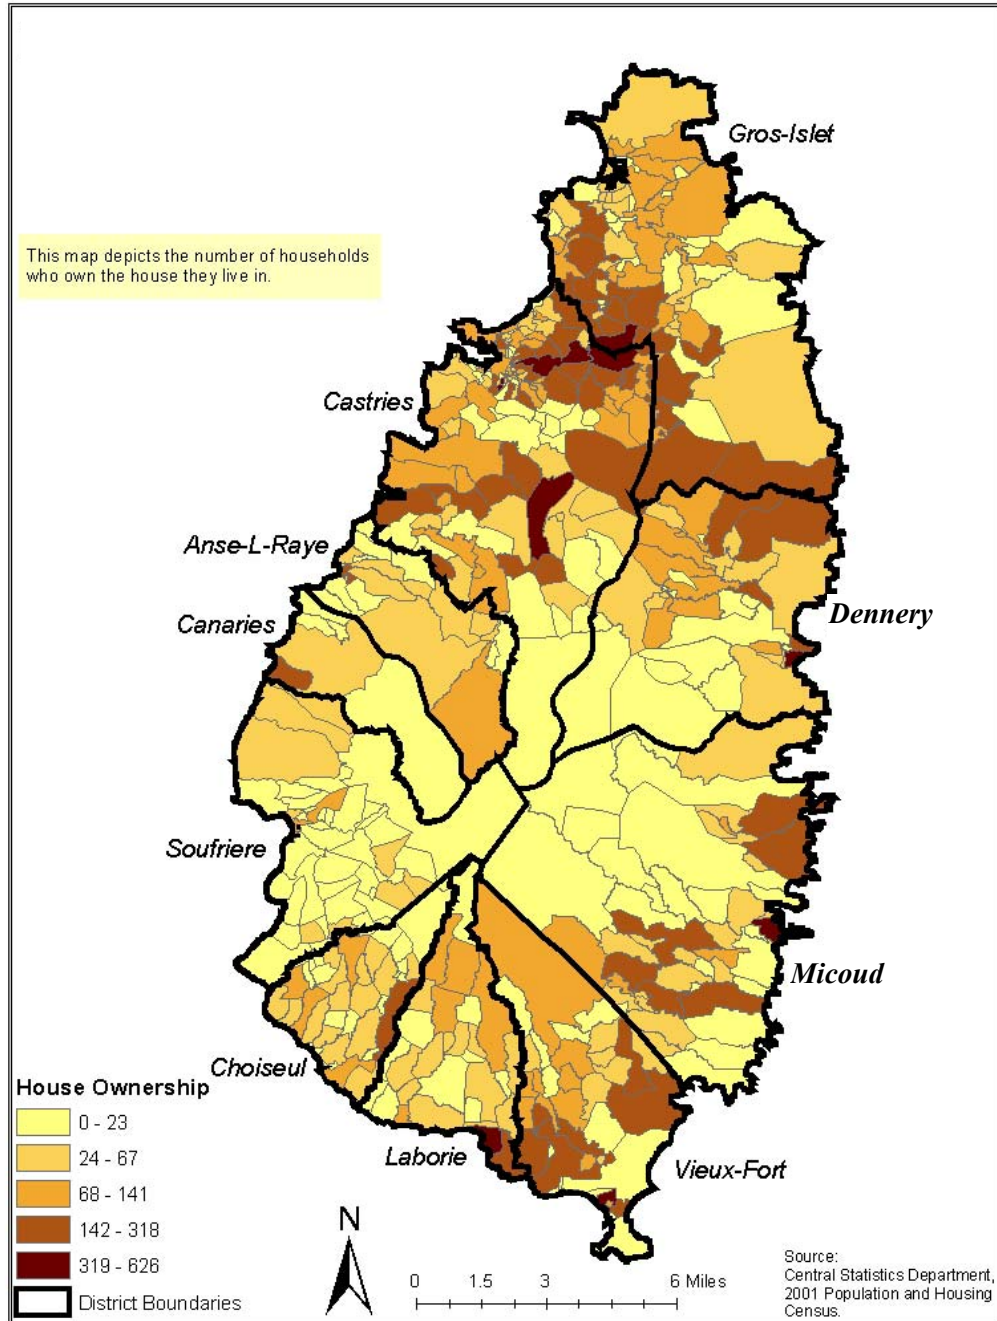 Gros-Islet
This map depicts the number of households
who own the house they live in.
Castries
Anse-L-Raye
Canaries
Dennery
Soufriere
Micoud
Choiseul
Laborie
Vieux-Fort
House Ownership
0 - 23
24 - 67
68 - 141
142 - 318
319 - 626
District Boundaries
N
0 1.5 3 6 Miles
Source:
Central Statistics Department,
2001 Population and Housing
Census.